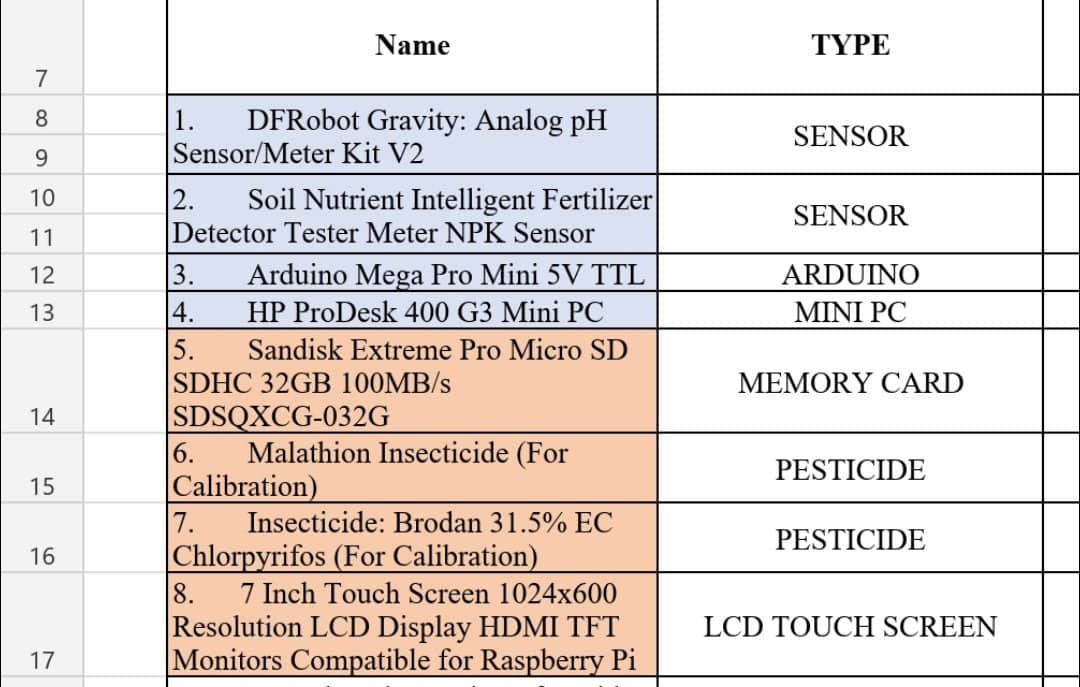 Name TYPE
7
8 1. DFRobot Gravity: Analog pH
9 Sensor/Meter Kit V2 SENSOR
10 2. Soil Nutrient Intelligent Fertilizer
11 Detector Tester Meter NPK Sensor SENSOR
12 3. Arduino Mega Pro Mini 5V TTL ARDUINO
13 4. HP ProDesk 400 G3 Mini PC MINI PC
5. Sandisk Extreme Pro Micro SD
SDHC 32GB 100MB/s MEMORY CARD
14 SDSQXCG-032G
6. Malathion Insecticide (For
15 Calibration) PESTICIDE
7. Insecticide: Brodan 31.5% EC
16 Chlorpyrifos (For Calibration) PESTICIDE
8. 7 Inch Touch Screen 1024x600
Resolution LCD Display HDMI TFT LCD TOUCH SCREEN
17 Monitors Compatible for Raspberry Pi